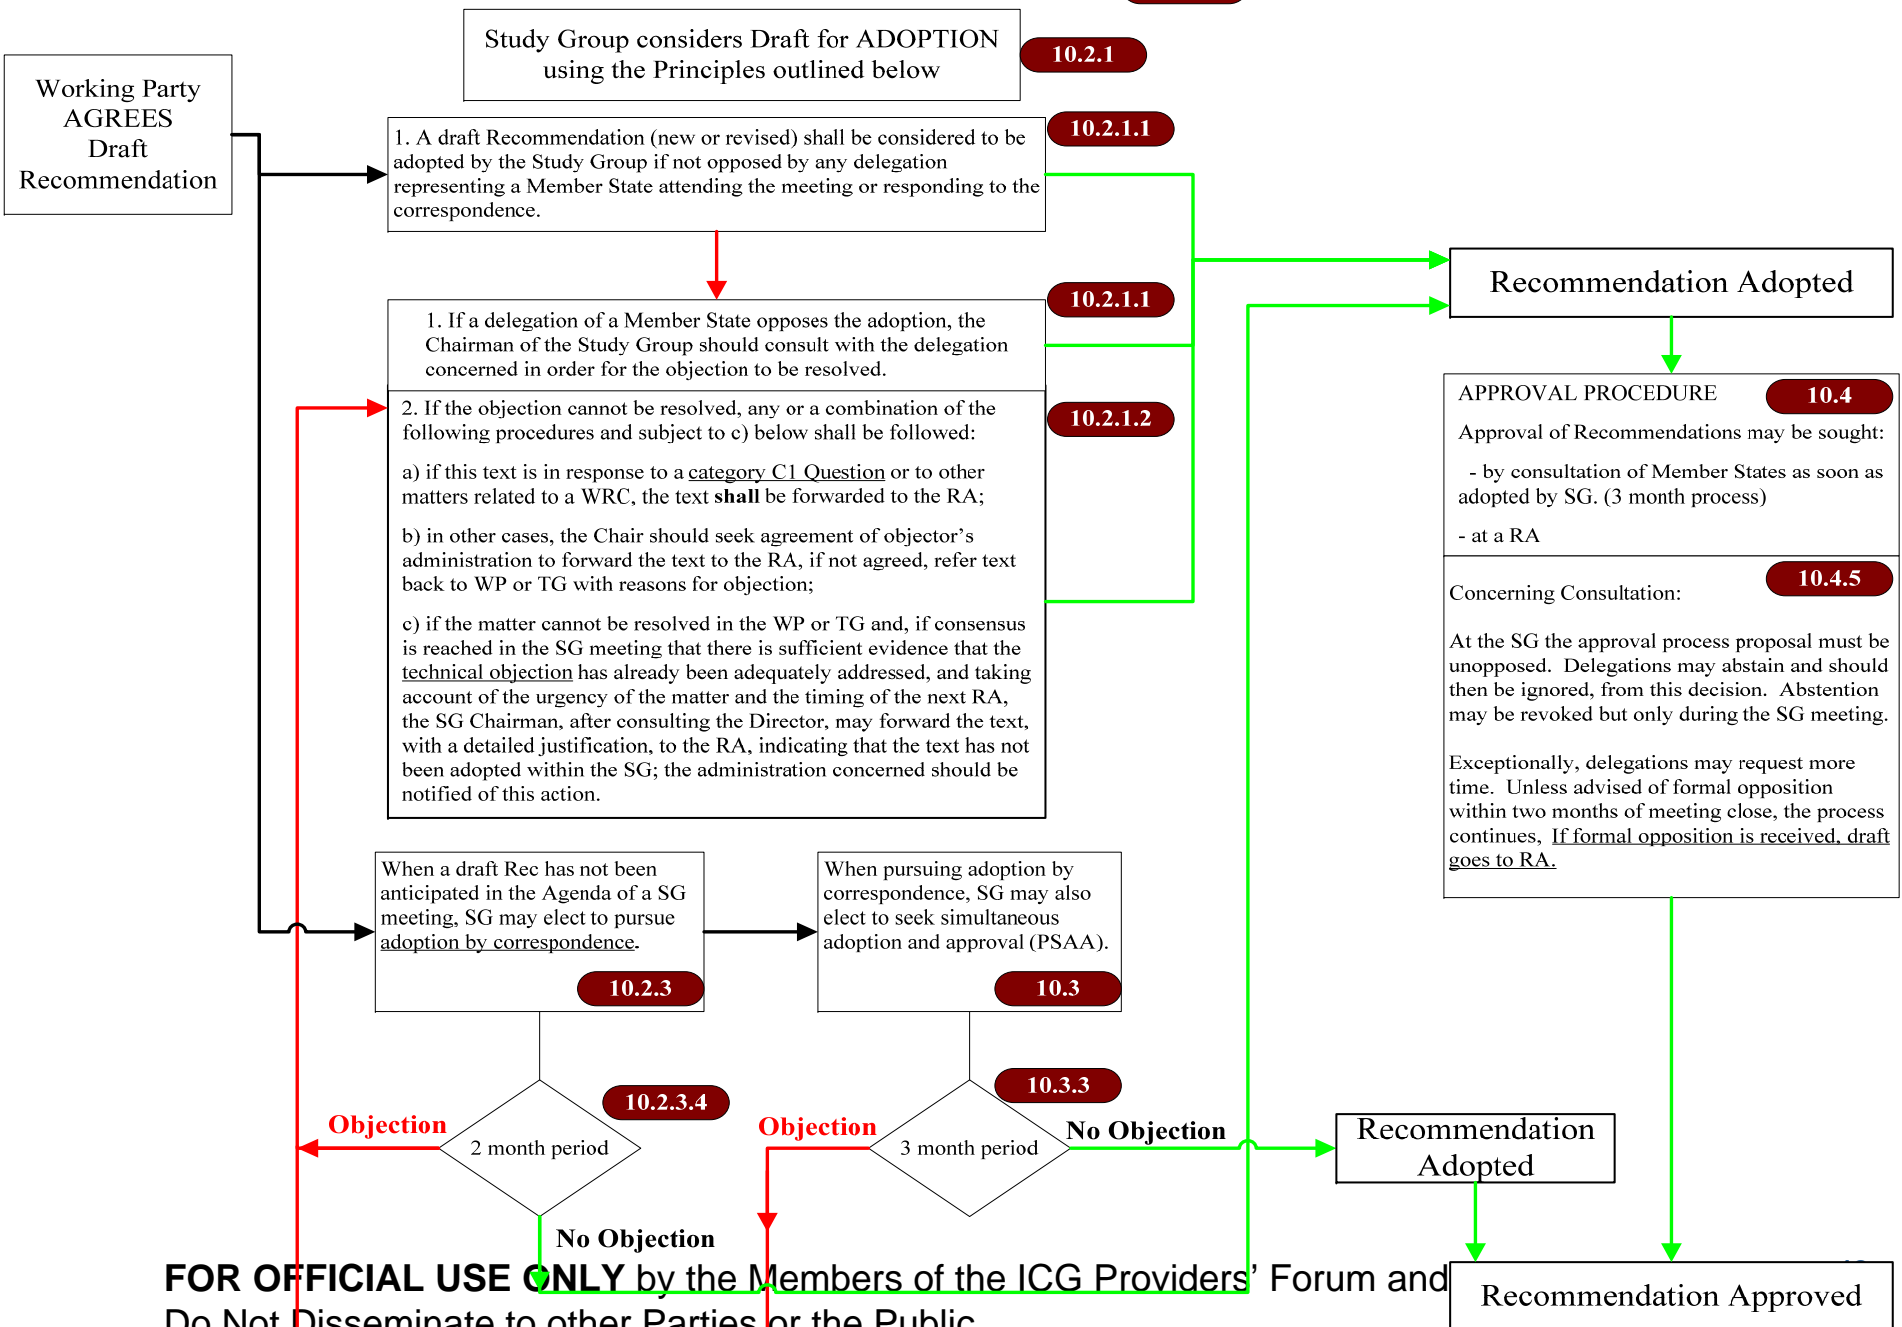 Study Group considers Draft for ADOPTION
using the Principles outlined below
10.2.1
Working Party
AGREES
Draft
Recommendation
10.2.1.1
1. A draft Recommendation (new or revised) shall be considered to be
adopted by the Study Group if not opposed by any delegation
representing a Member State attending the meeting or responding to the
correspondence.
10.2.1.1
1. If a delegation of a Member State opposes the adoption, the
Chairman of the Study Group should consult with the delegation
concerned in order for the objection to be resolved.
10.2.1.2
2. If the objection cannot be resolved, any or a combination of the
following procedures and subject to c) below shall be followed:
a) if this text is in response to a category C1 Question or to other
matters related to a WRC, the text shall be forwarded to the RA;
b) in other cases, the Chair should seek agreement of objector's
administration to forward the text to the RA, if not agreed, refer text
back to WP or TG with reasons for objection;
c) if the matter cannot be resolved in the WP or TG and, if consensus
is reached in the SG meeting that there is sufficient evidence that the
technical objection has already been adequately addressed, and taking
account of the urgency of the matter and the timing of the next RA,
the SG Chairman, after consulting the Director, may forward the text,
with a detailed justification, to the RA, indicating that the text has not
been adopted within the SG; the administration concerned should be
notified of this action.
Recommendation Adopted
APPROVAL PROCEDURE
10.4
Approval of Recommendations may be sought:
- by consultation of Member States as soon as
adopted by SG. (3 month process)
- at a RA
10.4.5
Concerning Consultation:
At the SG the approval process proposal must be
unopposed. Delegations may abstain and should
then be ignored, from this decision. Abstention
may be revoked but only during the SG meeting.
Exceptionally, delegations may request more
time. Unless advised of formal opposition
within two months of meeting close, the process
continues, If formal opposition is received, draft
goes to RA.
When a draft Rec has not been
anticipated in the Agenda of a SG
meeting, SG may elect to pursue
adoption by correspondence.
10.2.3
When pursuing adoption by
correspondence, SG may also
elect to seek simultaneous
adoption and approval (PSAA).
10.3
10.2.3.4
Objection
2 month period
No Objection
10.3.3
Objection
3 month period
No Objection
Recommendation
Adopted
Recommendation Approved
FOR OFFICIAL USE ONLY by the Members of the ICG Providers' Forum and
Do Not Disseminate to other Parties or the Public